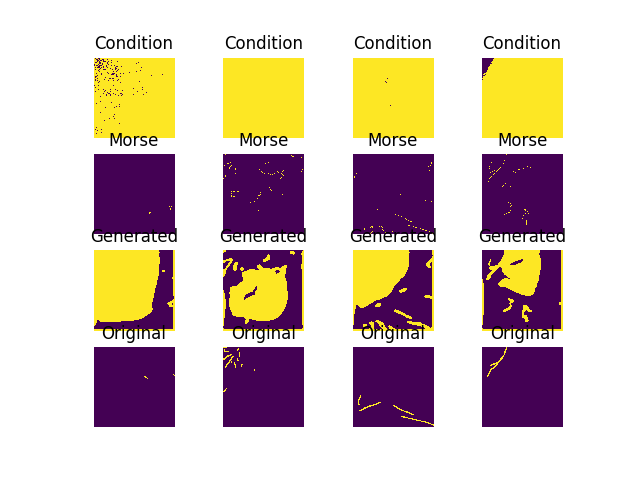 Condition Condition Condition Condition
Morse Morse Morse Morse
Generated Generated Generated Generated
Original Original Original Original